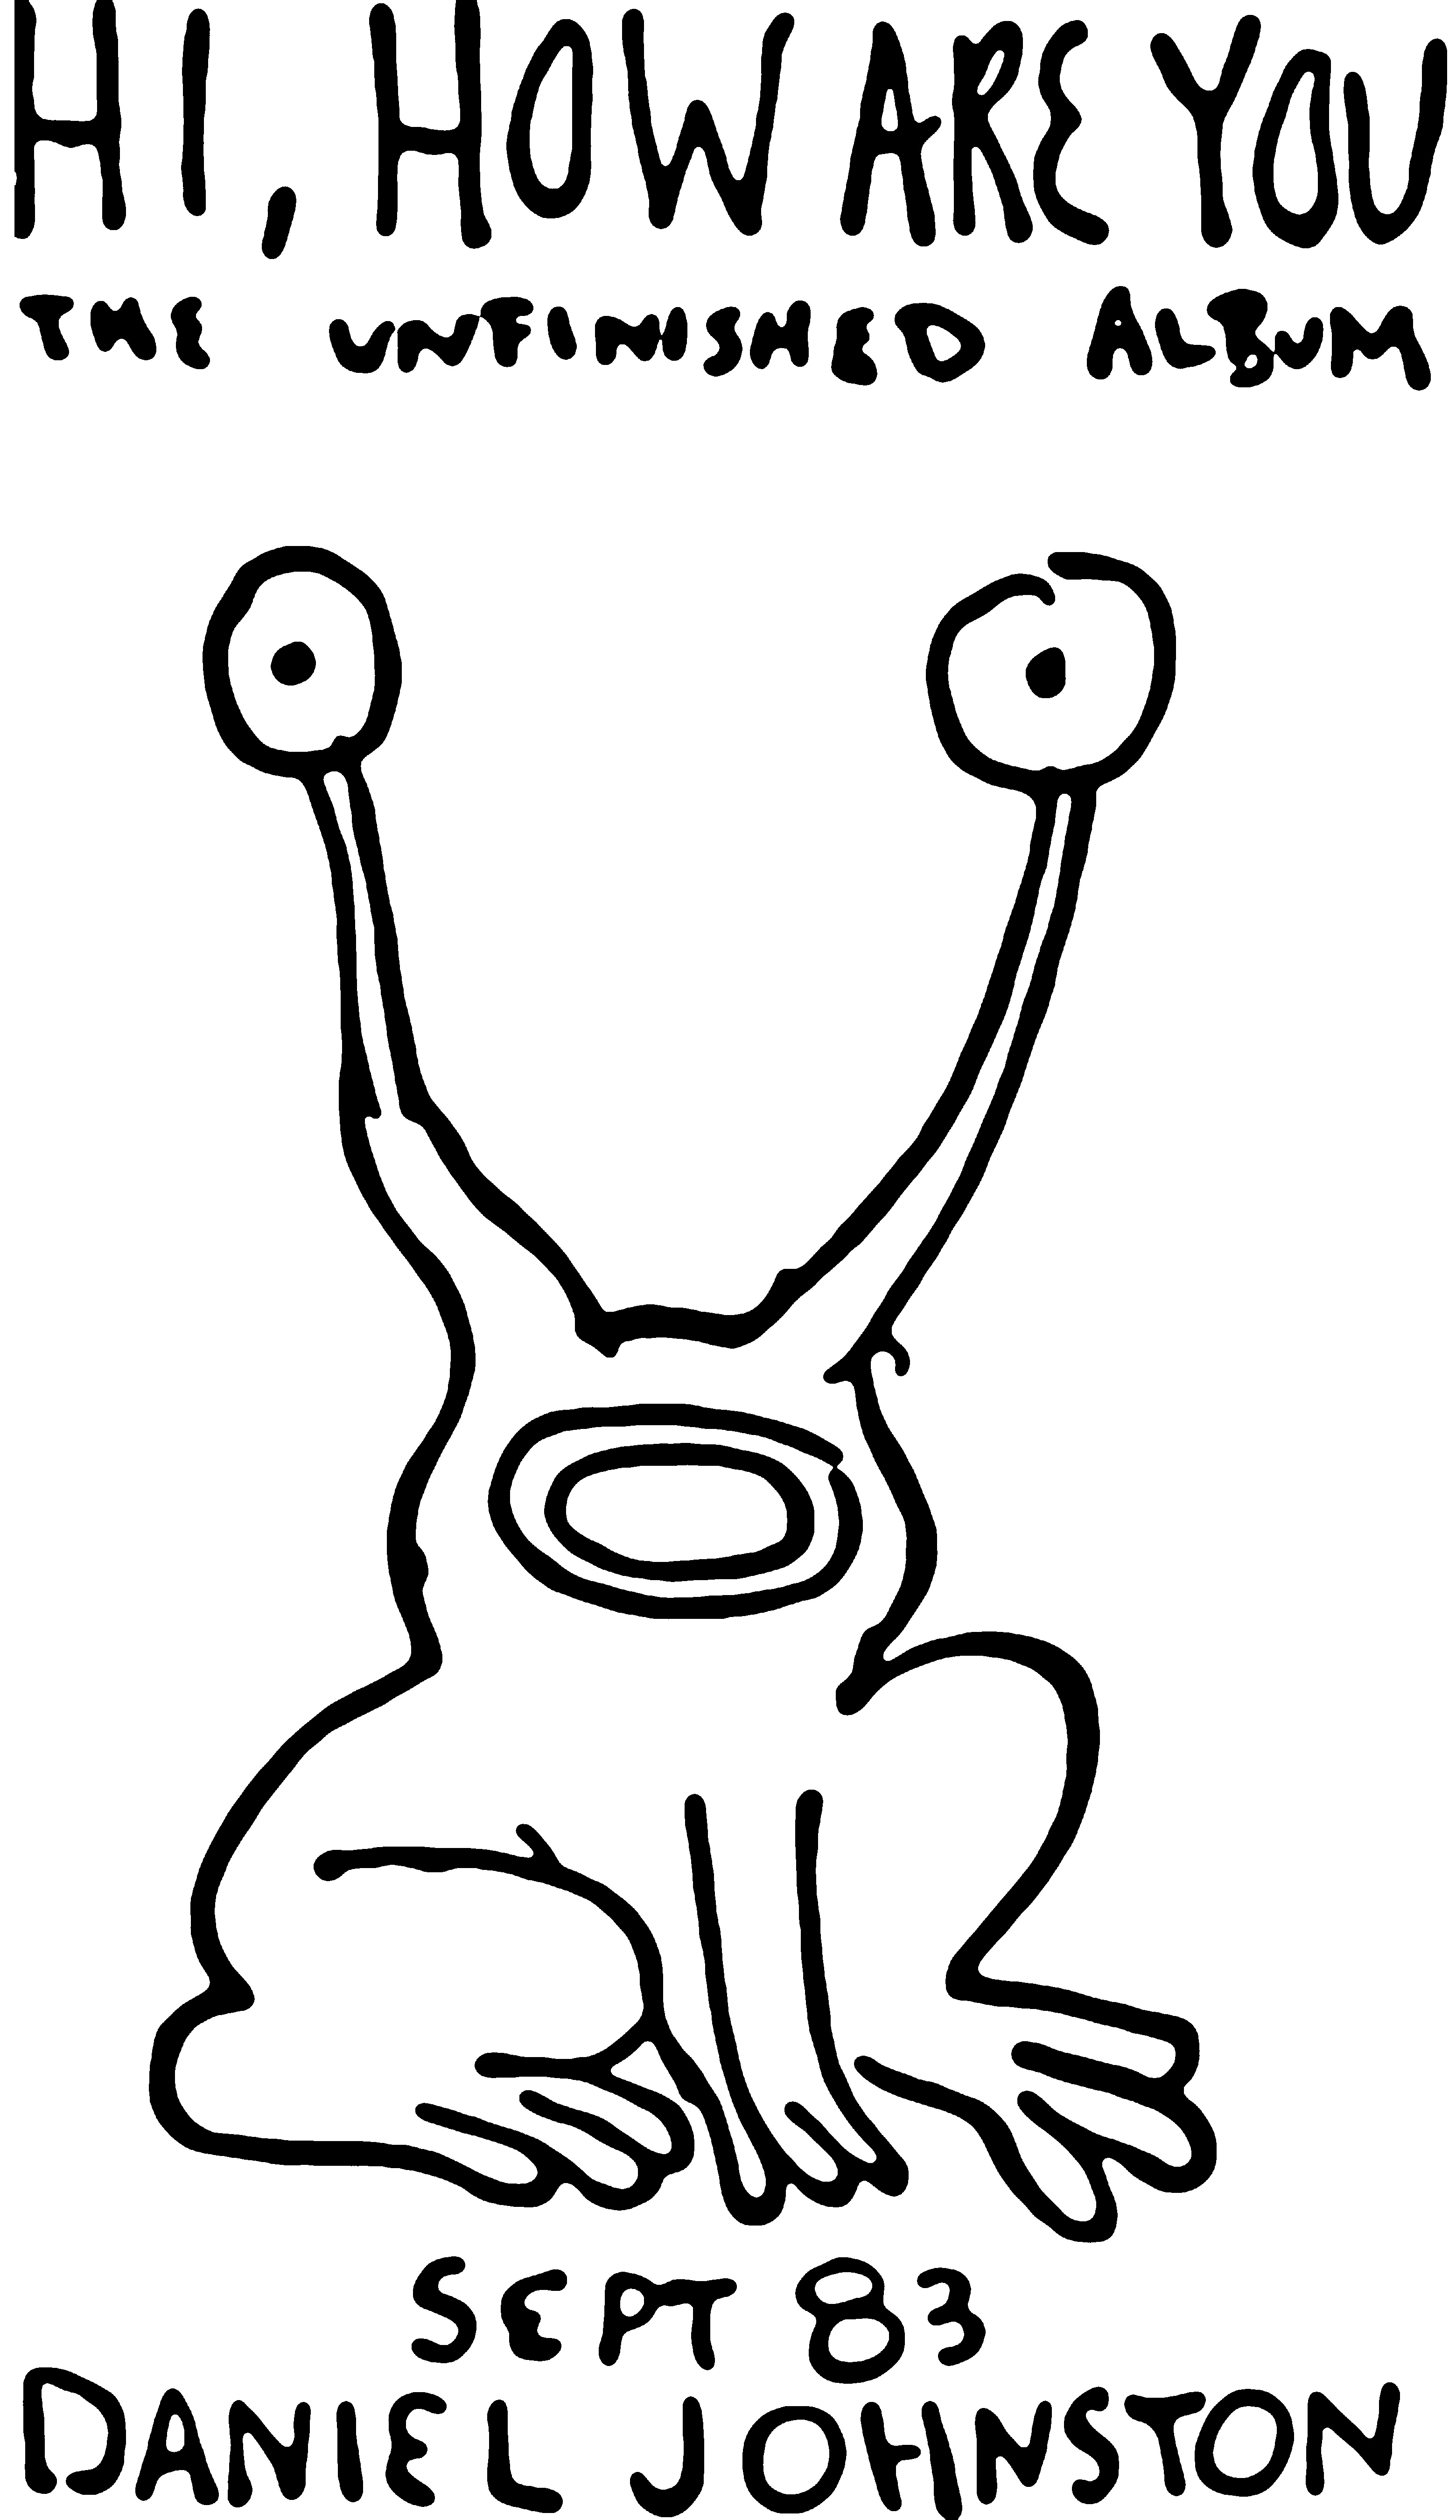 HI, HOW ARE YOU
THE UNFINISHED ALBUM
SEPT 83
DANIEL JOHNSTON